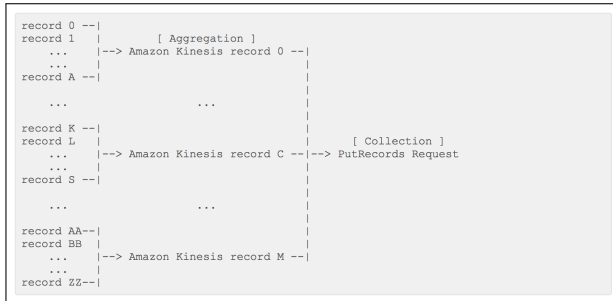 record 0 --|
record 1   |        [ Aggregation ]
    ...    |--> Amazon Kinesis record 0 --|
    ...    |                              |
record A --|                              |
                                          |
    ...                 ...               |
                                          |
record K --|                              |
record L   |                              |      [ Collection ]
    ...    |--> Amazon Kinesis record C --|--> PutRecords Request
    ...    |                              |
record S --|                              |
                                          |
    ...                 ...               |
                                          |
record AA--|                              |
record BB  |                              |
    ...    |--> Amazon Kinesis record M --|
    ...    |
record ZZ--|